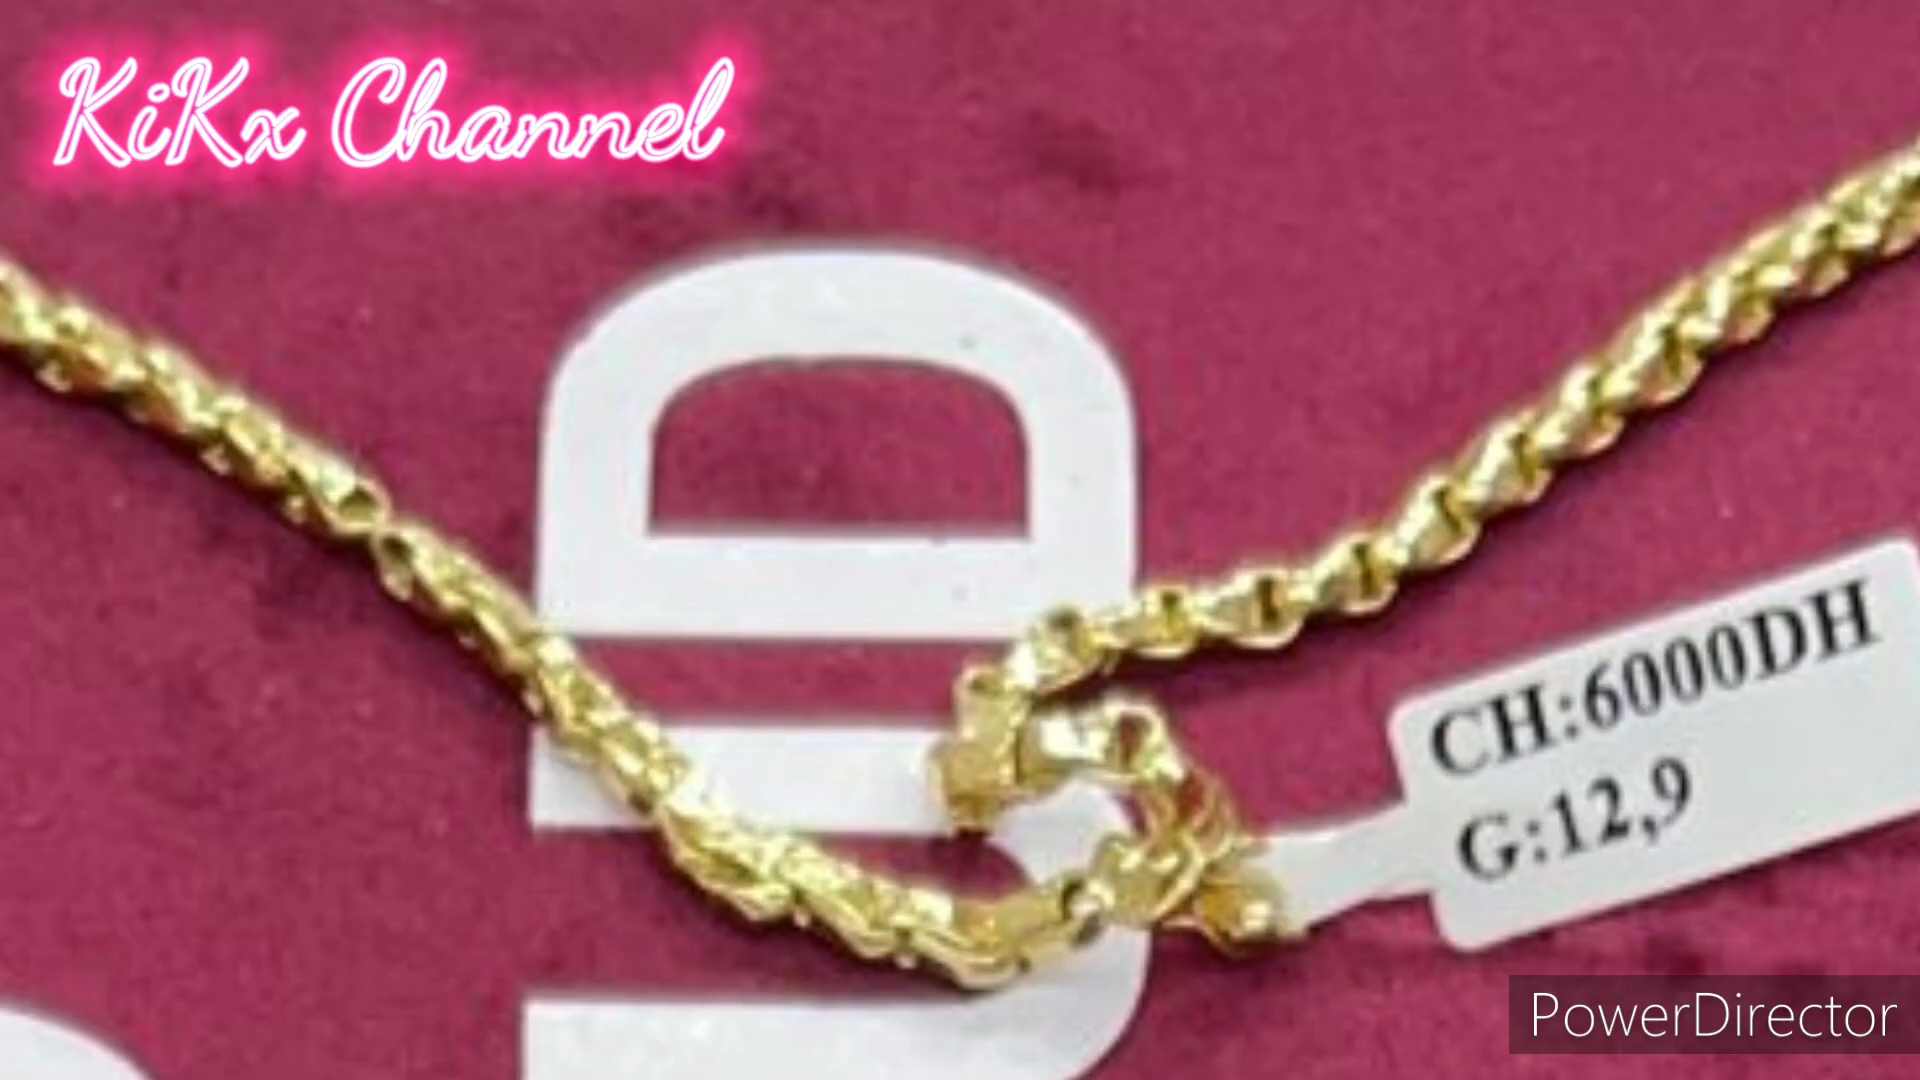 KiKx Channel
D
CH:6000DH
G:12,9
PowerDirector